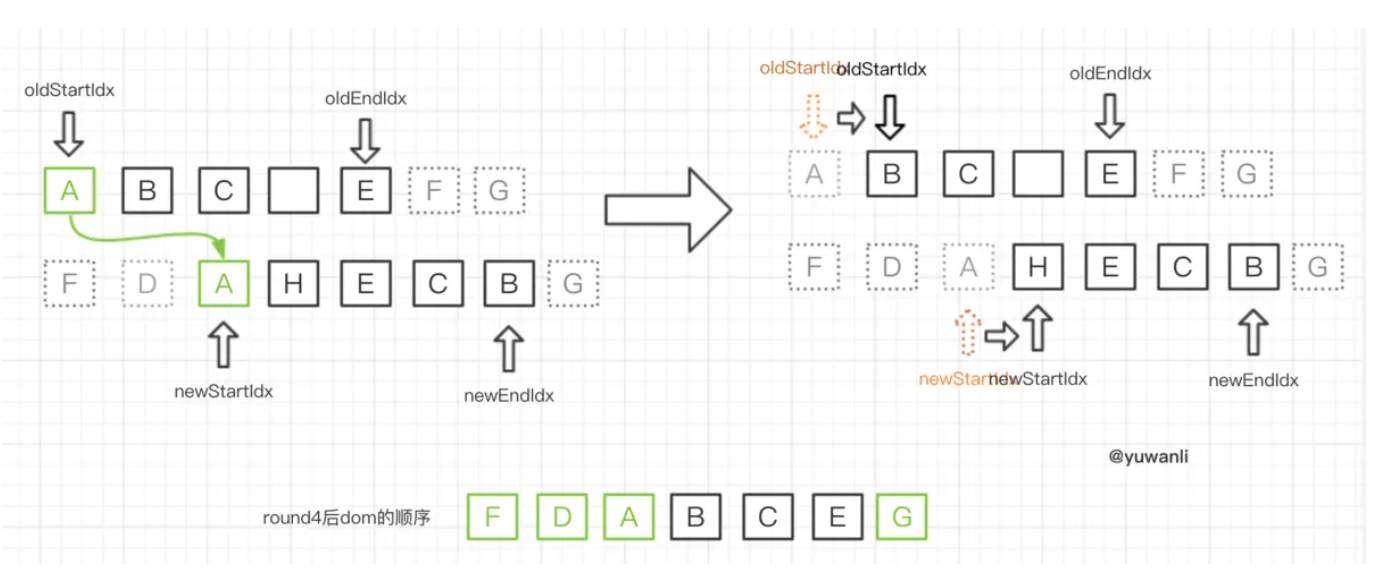 oldStartIdx
oldEndIdx
A B C E F G
F D A H E C B G
newStartIdx
newEndIdx
oldStartIdx
oldStartIdx
oldEndIdx
A B C E F G
F D A H E C B G
newStartIdx
newStartIdx
newEndIdx
@yuwanli
round4后dom的顺序
F D A B C E G